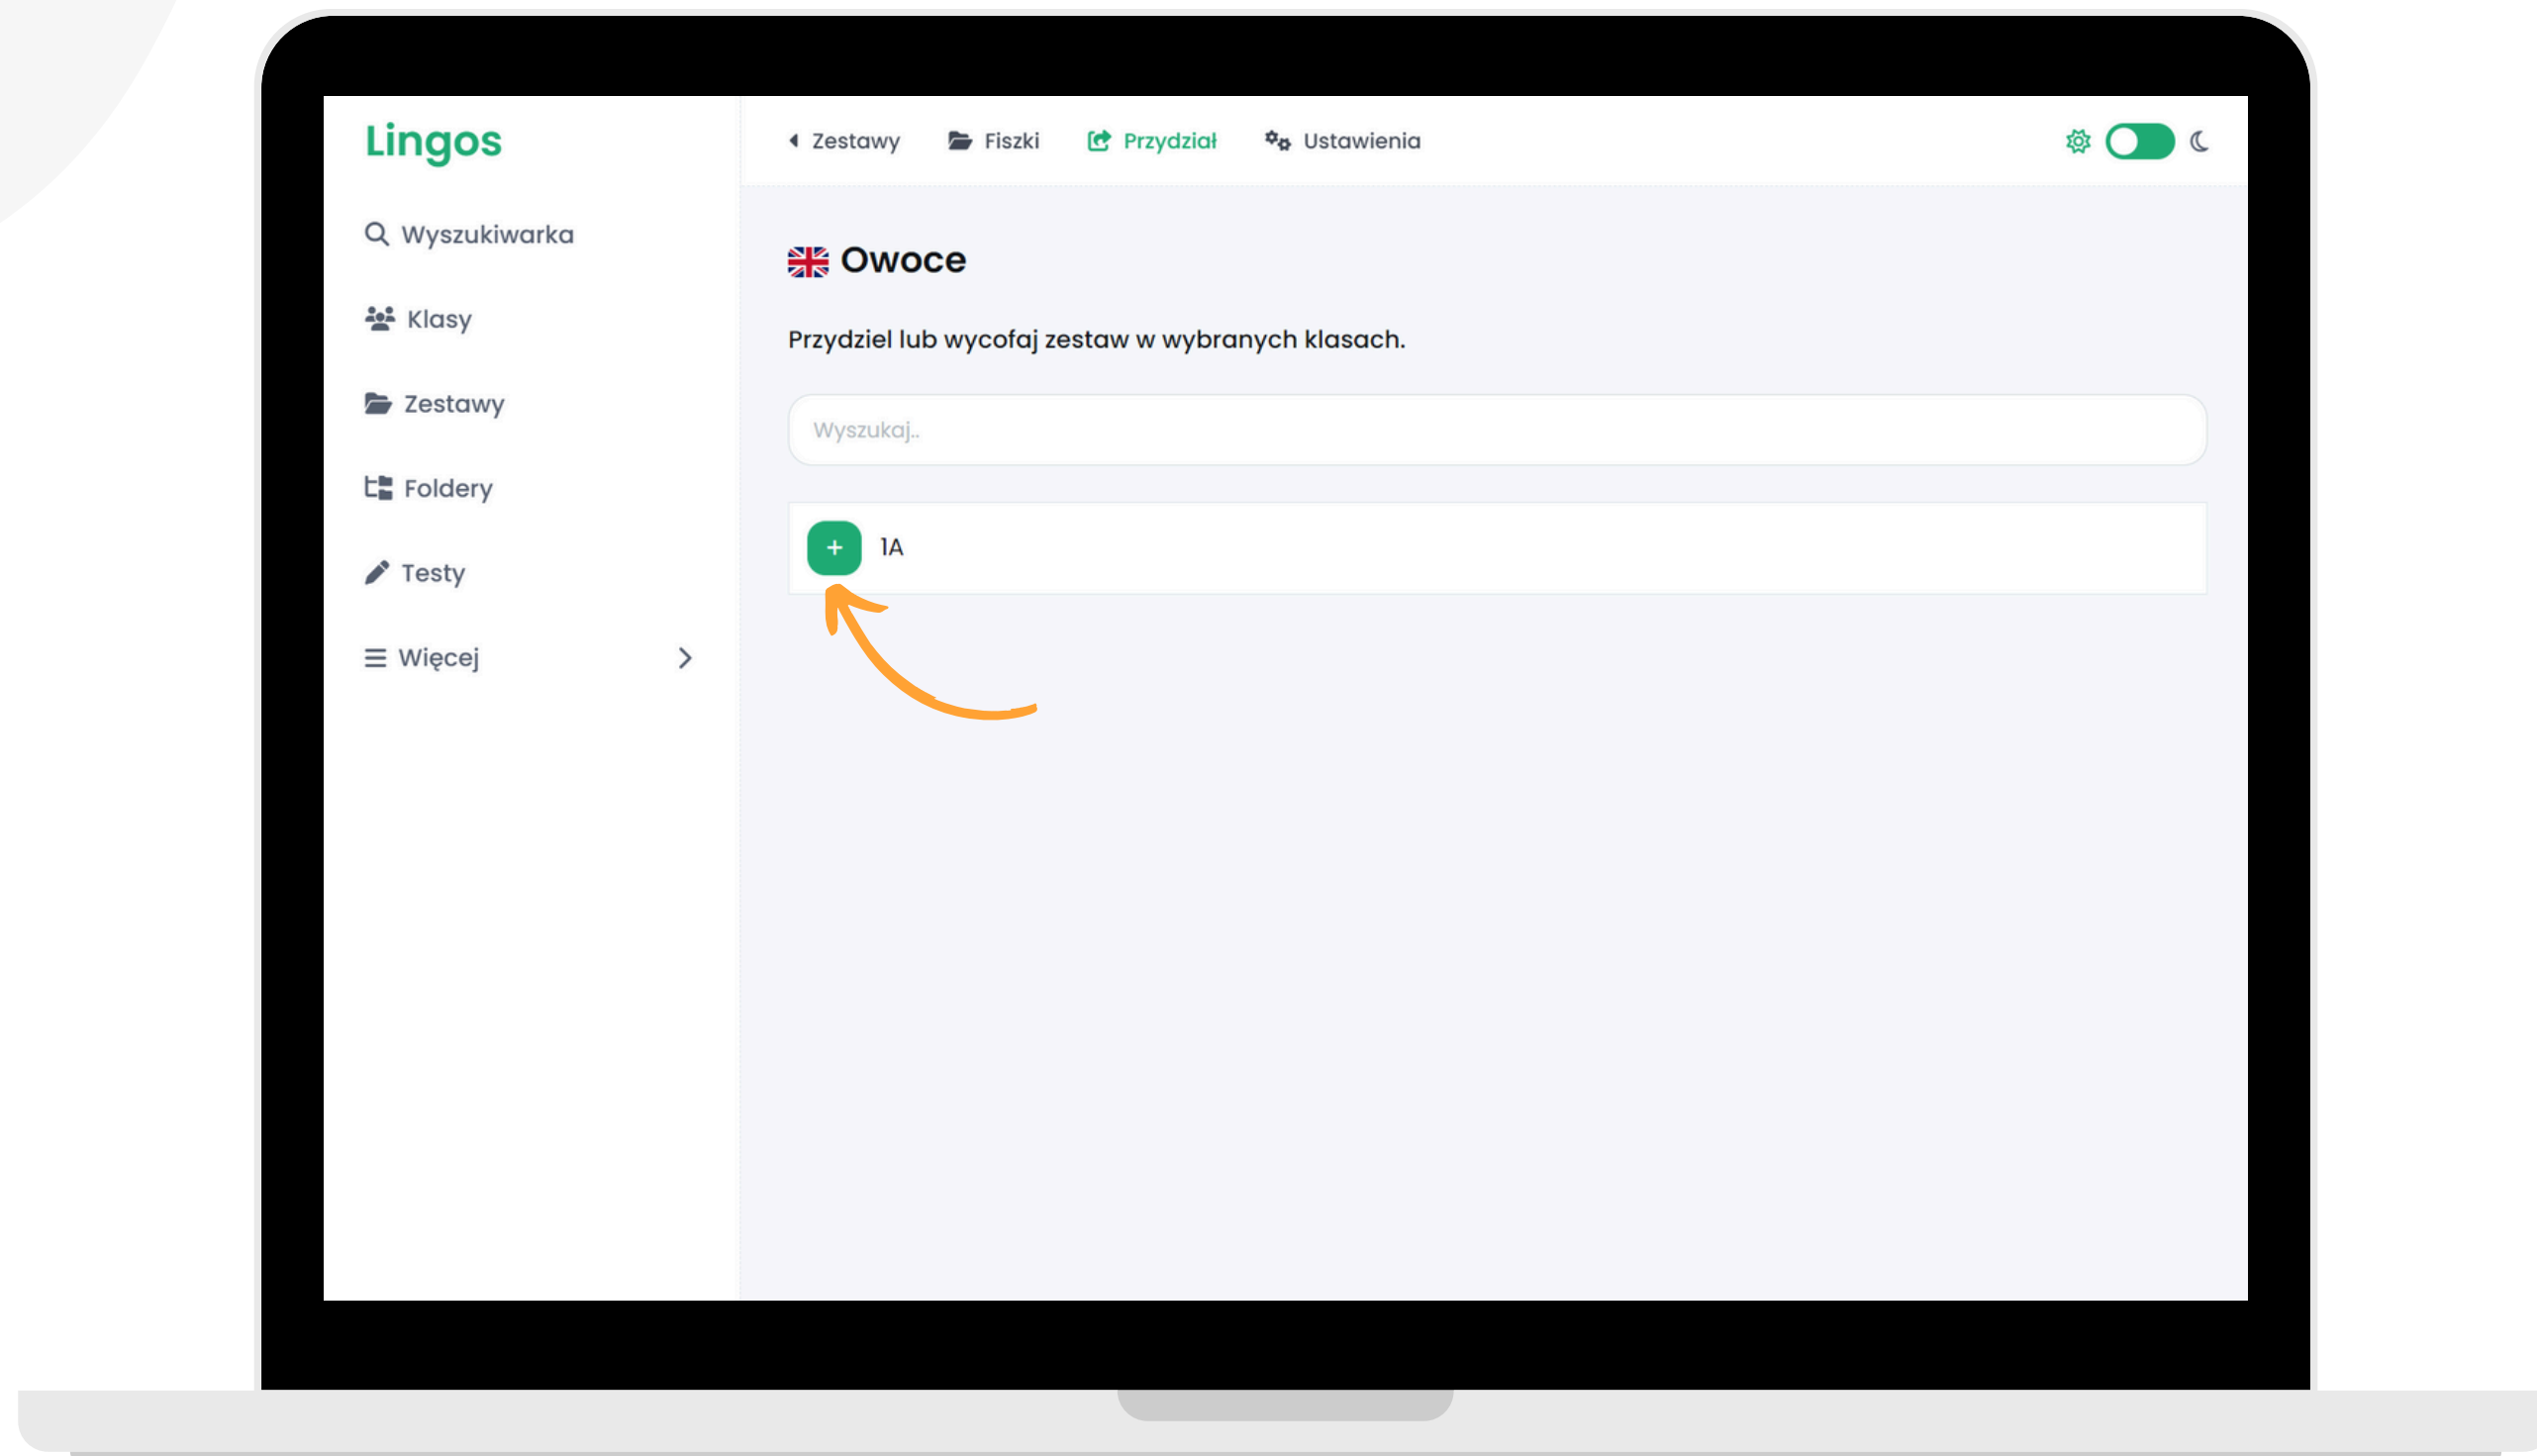 Lingos
Zestawy Fiszki Przydział Ustawienia
Wyszukiwarka
Klasy
Zestawy
Foldery
Testy
Więcej
Owoce
Przydziel lub wycofaj zestaw w wybranych klasach.
Wyszukaj..
+ 1A